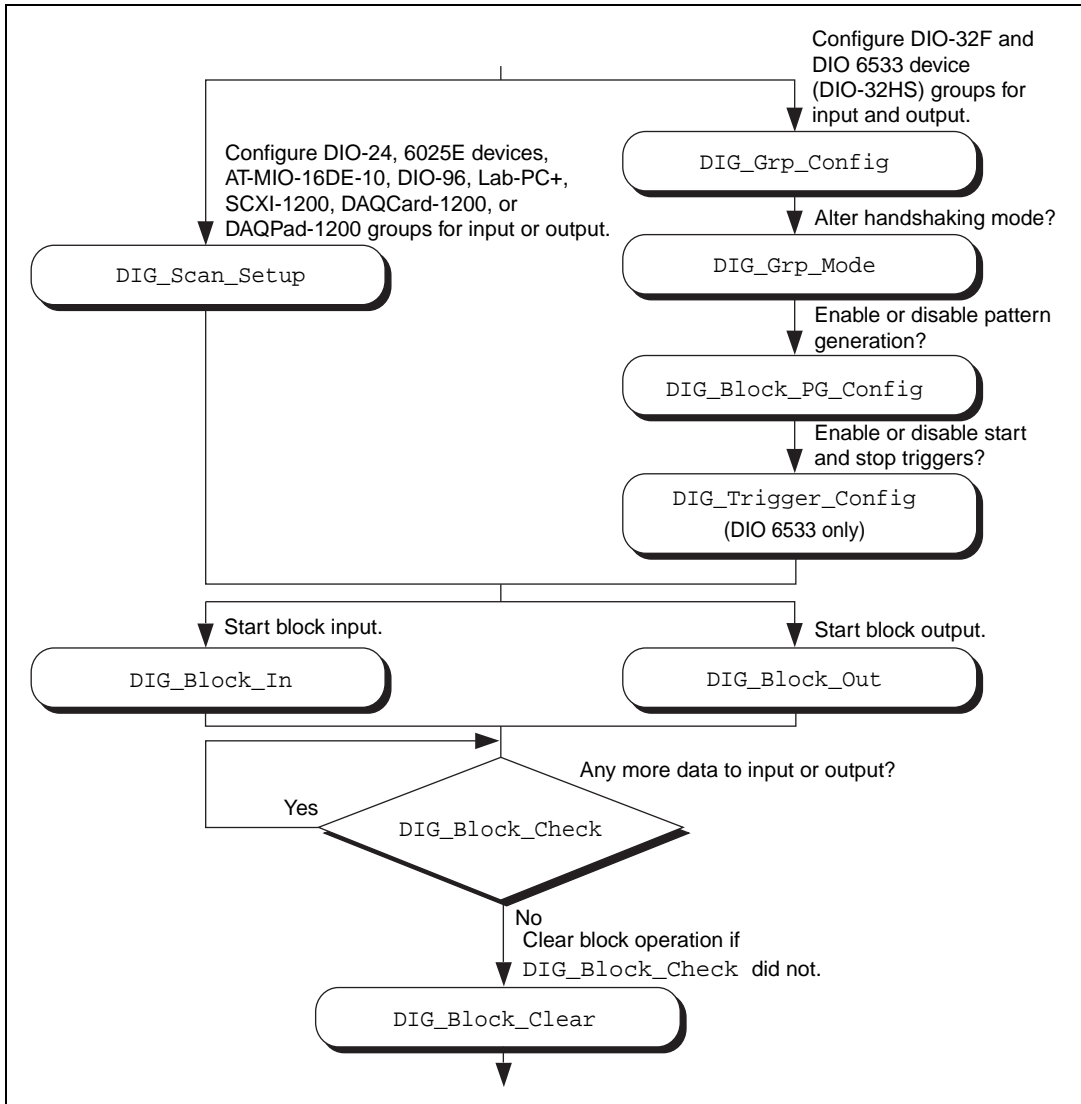 Configure DIO-32F and
DIO 6533 device
(DIO-32HS) groups for
input and output.
DIG_Grp_Config
Configure DIO-24, 6025E devices,
AT-MIO-16DE-10, DIO-96, Lab-PC+,
SCXI-1200, DAQCard-1200, or
DAQPad-1200 groups for input or output.
DIG_Scan_Setup
Alter handshaking mode?
DIG_Grp_Mode
Enable or disable pattern
generation?
DIG_Block_PG_Config
Enable or disable start
and stop triggers?
DIG_Trigger_Config
(DIO 6533 only)
Start block input.
Start block output.
DIG_Block_In
DIG_Block_Out
Any more data to input or output?
Yes
DIG_Block_Check
No
Clear block operation if
DIG_Block_Check did not.
DIG_Block_Clear